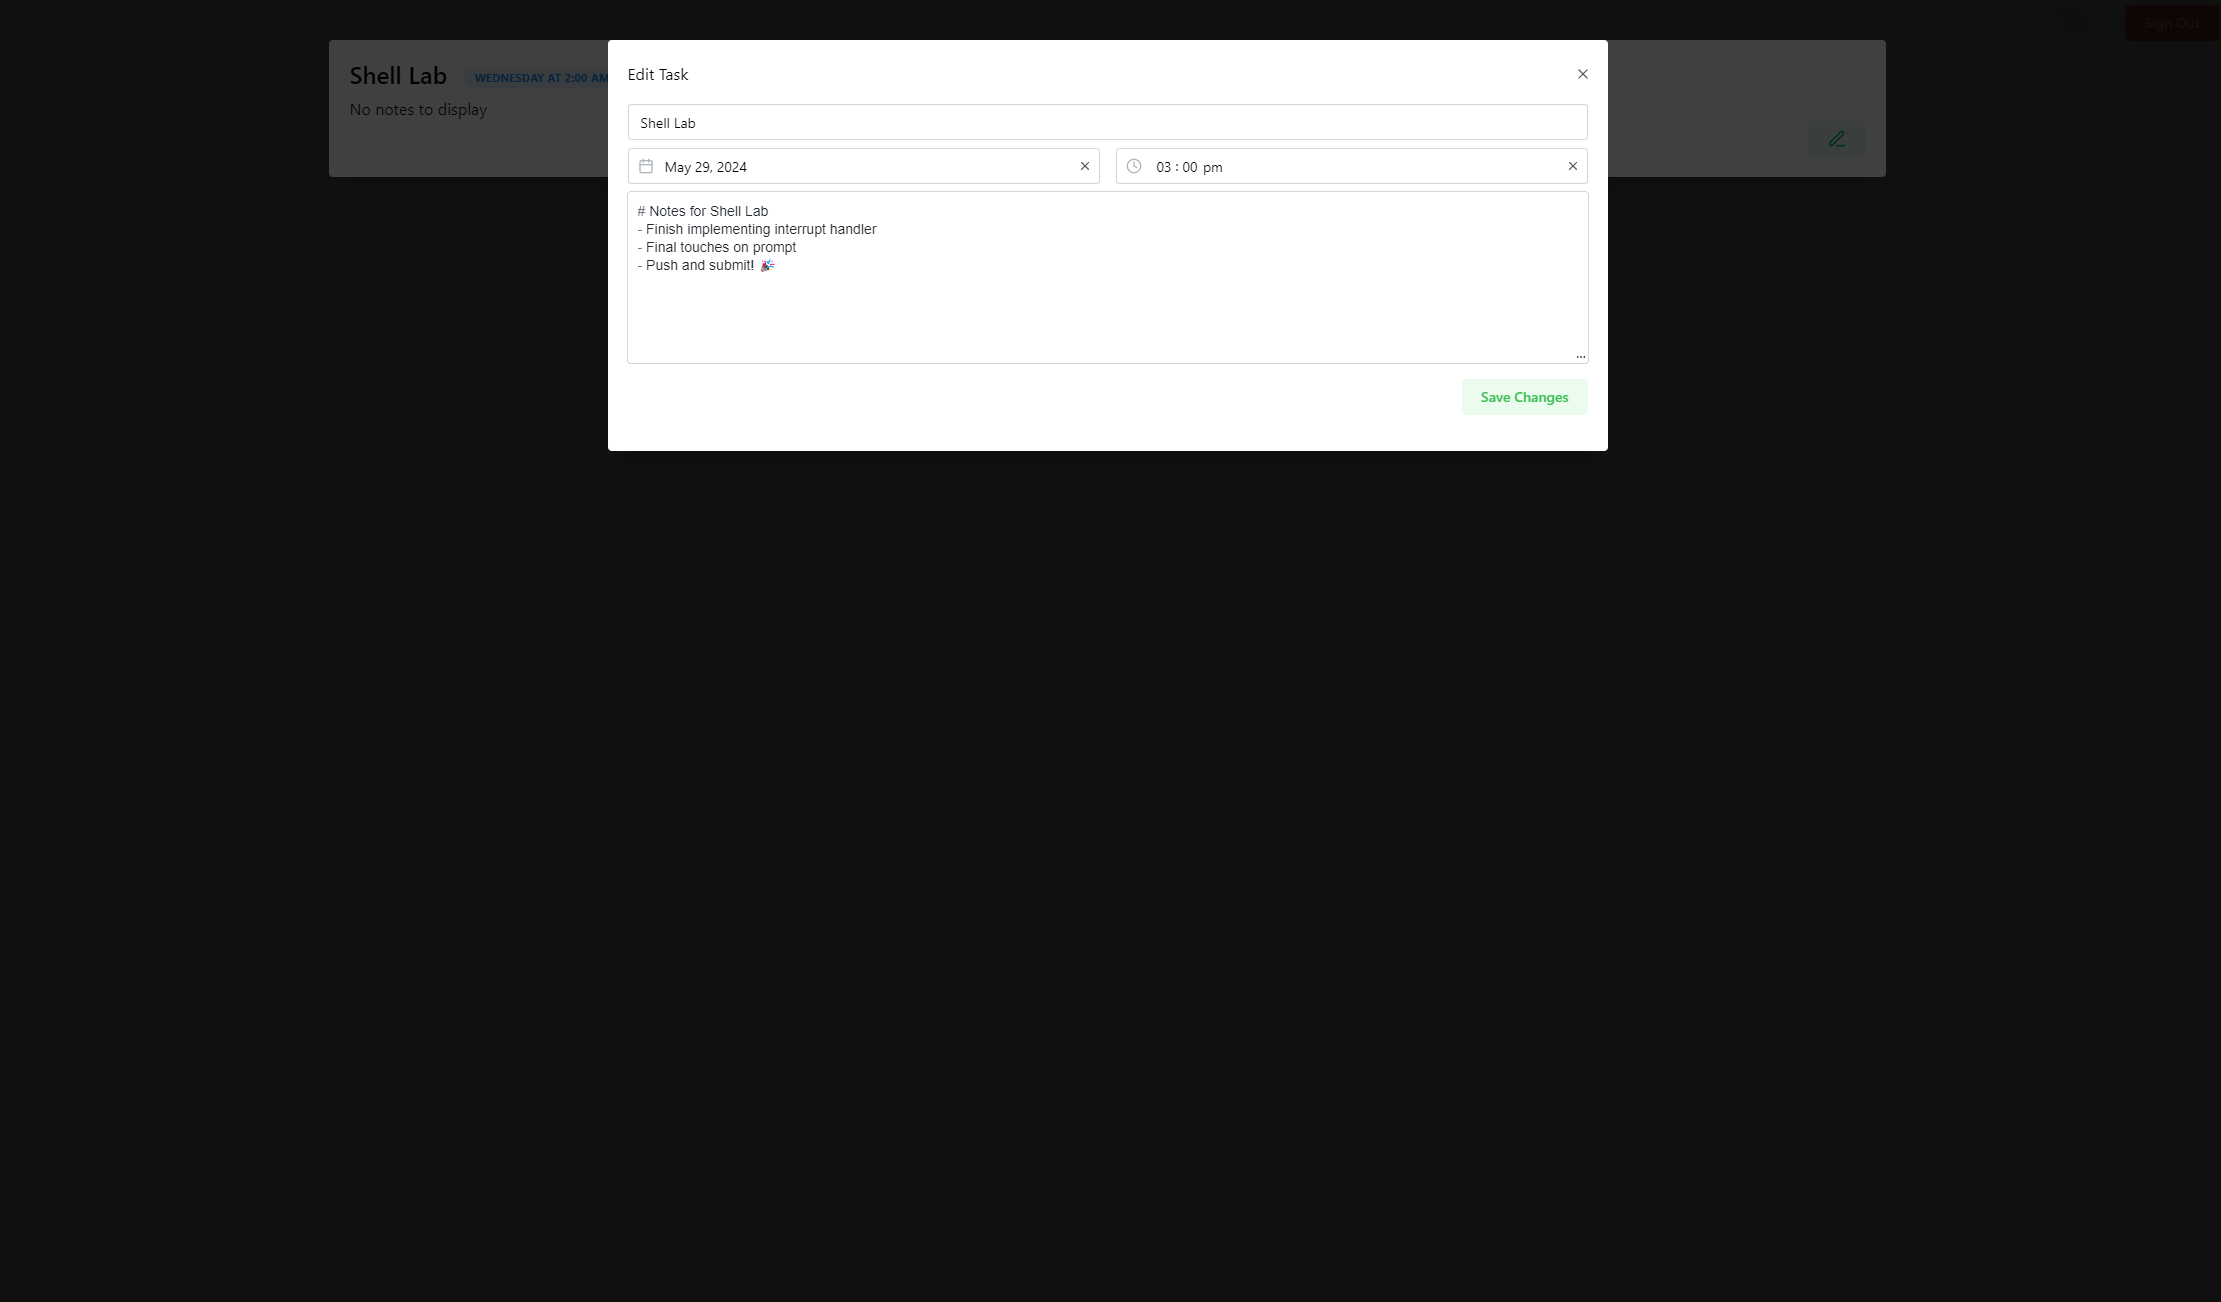 Sign Out
Shell Lab
WEDNESDAY AT 2:00 AM
No notes to display
Edit Task
Shell Lab
May 29, 2024
03 : 00 pm
# Notes for Shell Lab
- Finish implementing interrupt handler
- Final touches on prompt
- Push and submit! 🎉
...
Save Changes